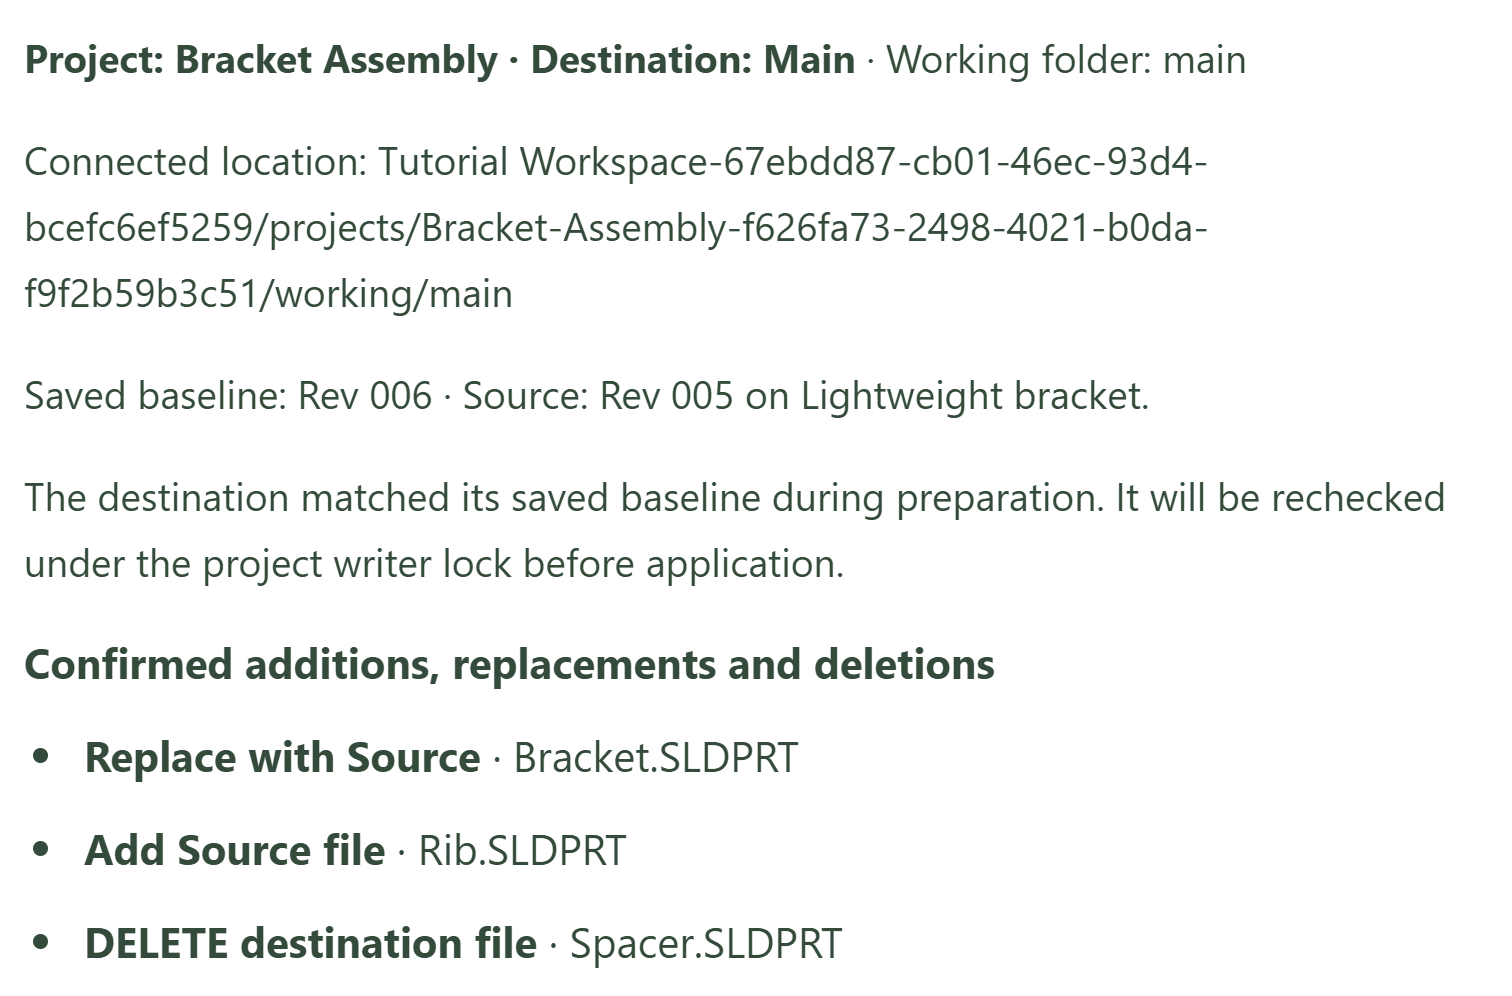 Project: Bracket Assembly · Destination: Main · Working folder: main
Connected location: Tutorial Workspace-67ebdd87-cb01-46ec-93d4-
bcefc6ef5259/projects/Bracket-Assembly-f626fa73-2498-4021-b0da-
f9f2b59b3c51/working/main
Saved baseline: Rev 006 · Source: Rev 005 on Lightweight bracket.
The destination matched its saved baseline during preparation. It will be rechecked
under the project writer lock before application.
Confirmed additions, replacements and deletions
• Replace with Source · Bracket.SLDPRT
• Add Source file · Rib.SLDPRT
• DELETE destination file · Spacer.SLDPRT